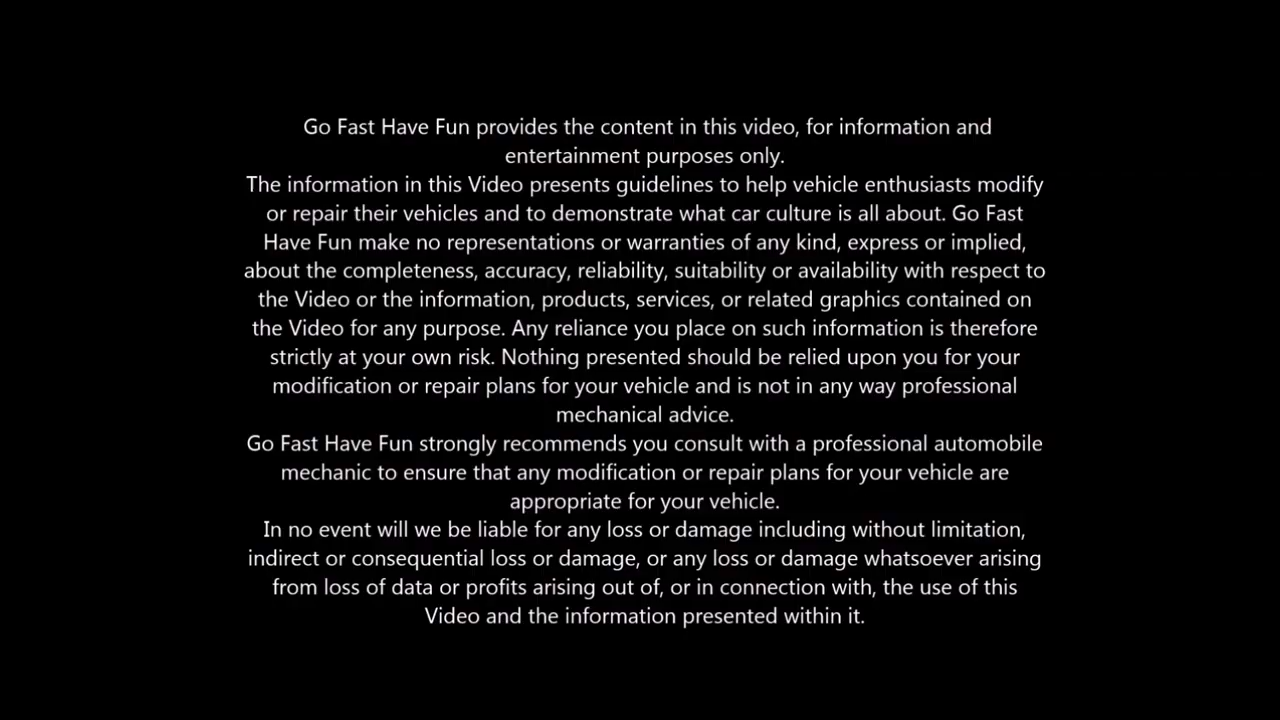 Go Fast Have Fun provides the content in this video, for information and
entertainment purposes only.
The information in this Video presents guidelines to help vehicle enthusiasts modify
or repair their vehicles and to demonstrate what car culture is all about. Go Fast
Have Fun make no representations or warranties of any kind, express or implied,
about the completeness, accuracy, reliability, suitability or availability with respect to
the Video or the information, products, services, or related graphics contained on
the Video for any purpose. Any reliance you place on such information is therefore
strictly at your own risk. Nothing presented should be relied upon you for your
modification or repair plans for your vehicle and is not in any way professional
mechanical advice.
Go Fast Have Fun strongly recommends you consult with a professional automobile
mechanic to ensure that any modification or repair plans for your vehicle are
appropriate for your vehicle.
In no event will we be liable for any loss or damage including without limitation,
indirect or consequential loss or damage, or any loss or damage whatsoever arising
from loss of data or profits arising out of, or in connection with, the use of this
Video and the information presented within it.